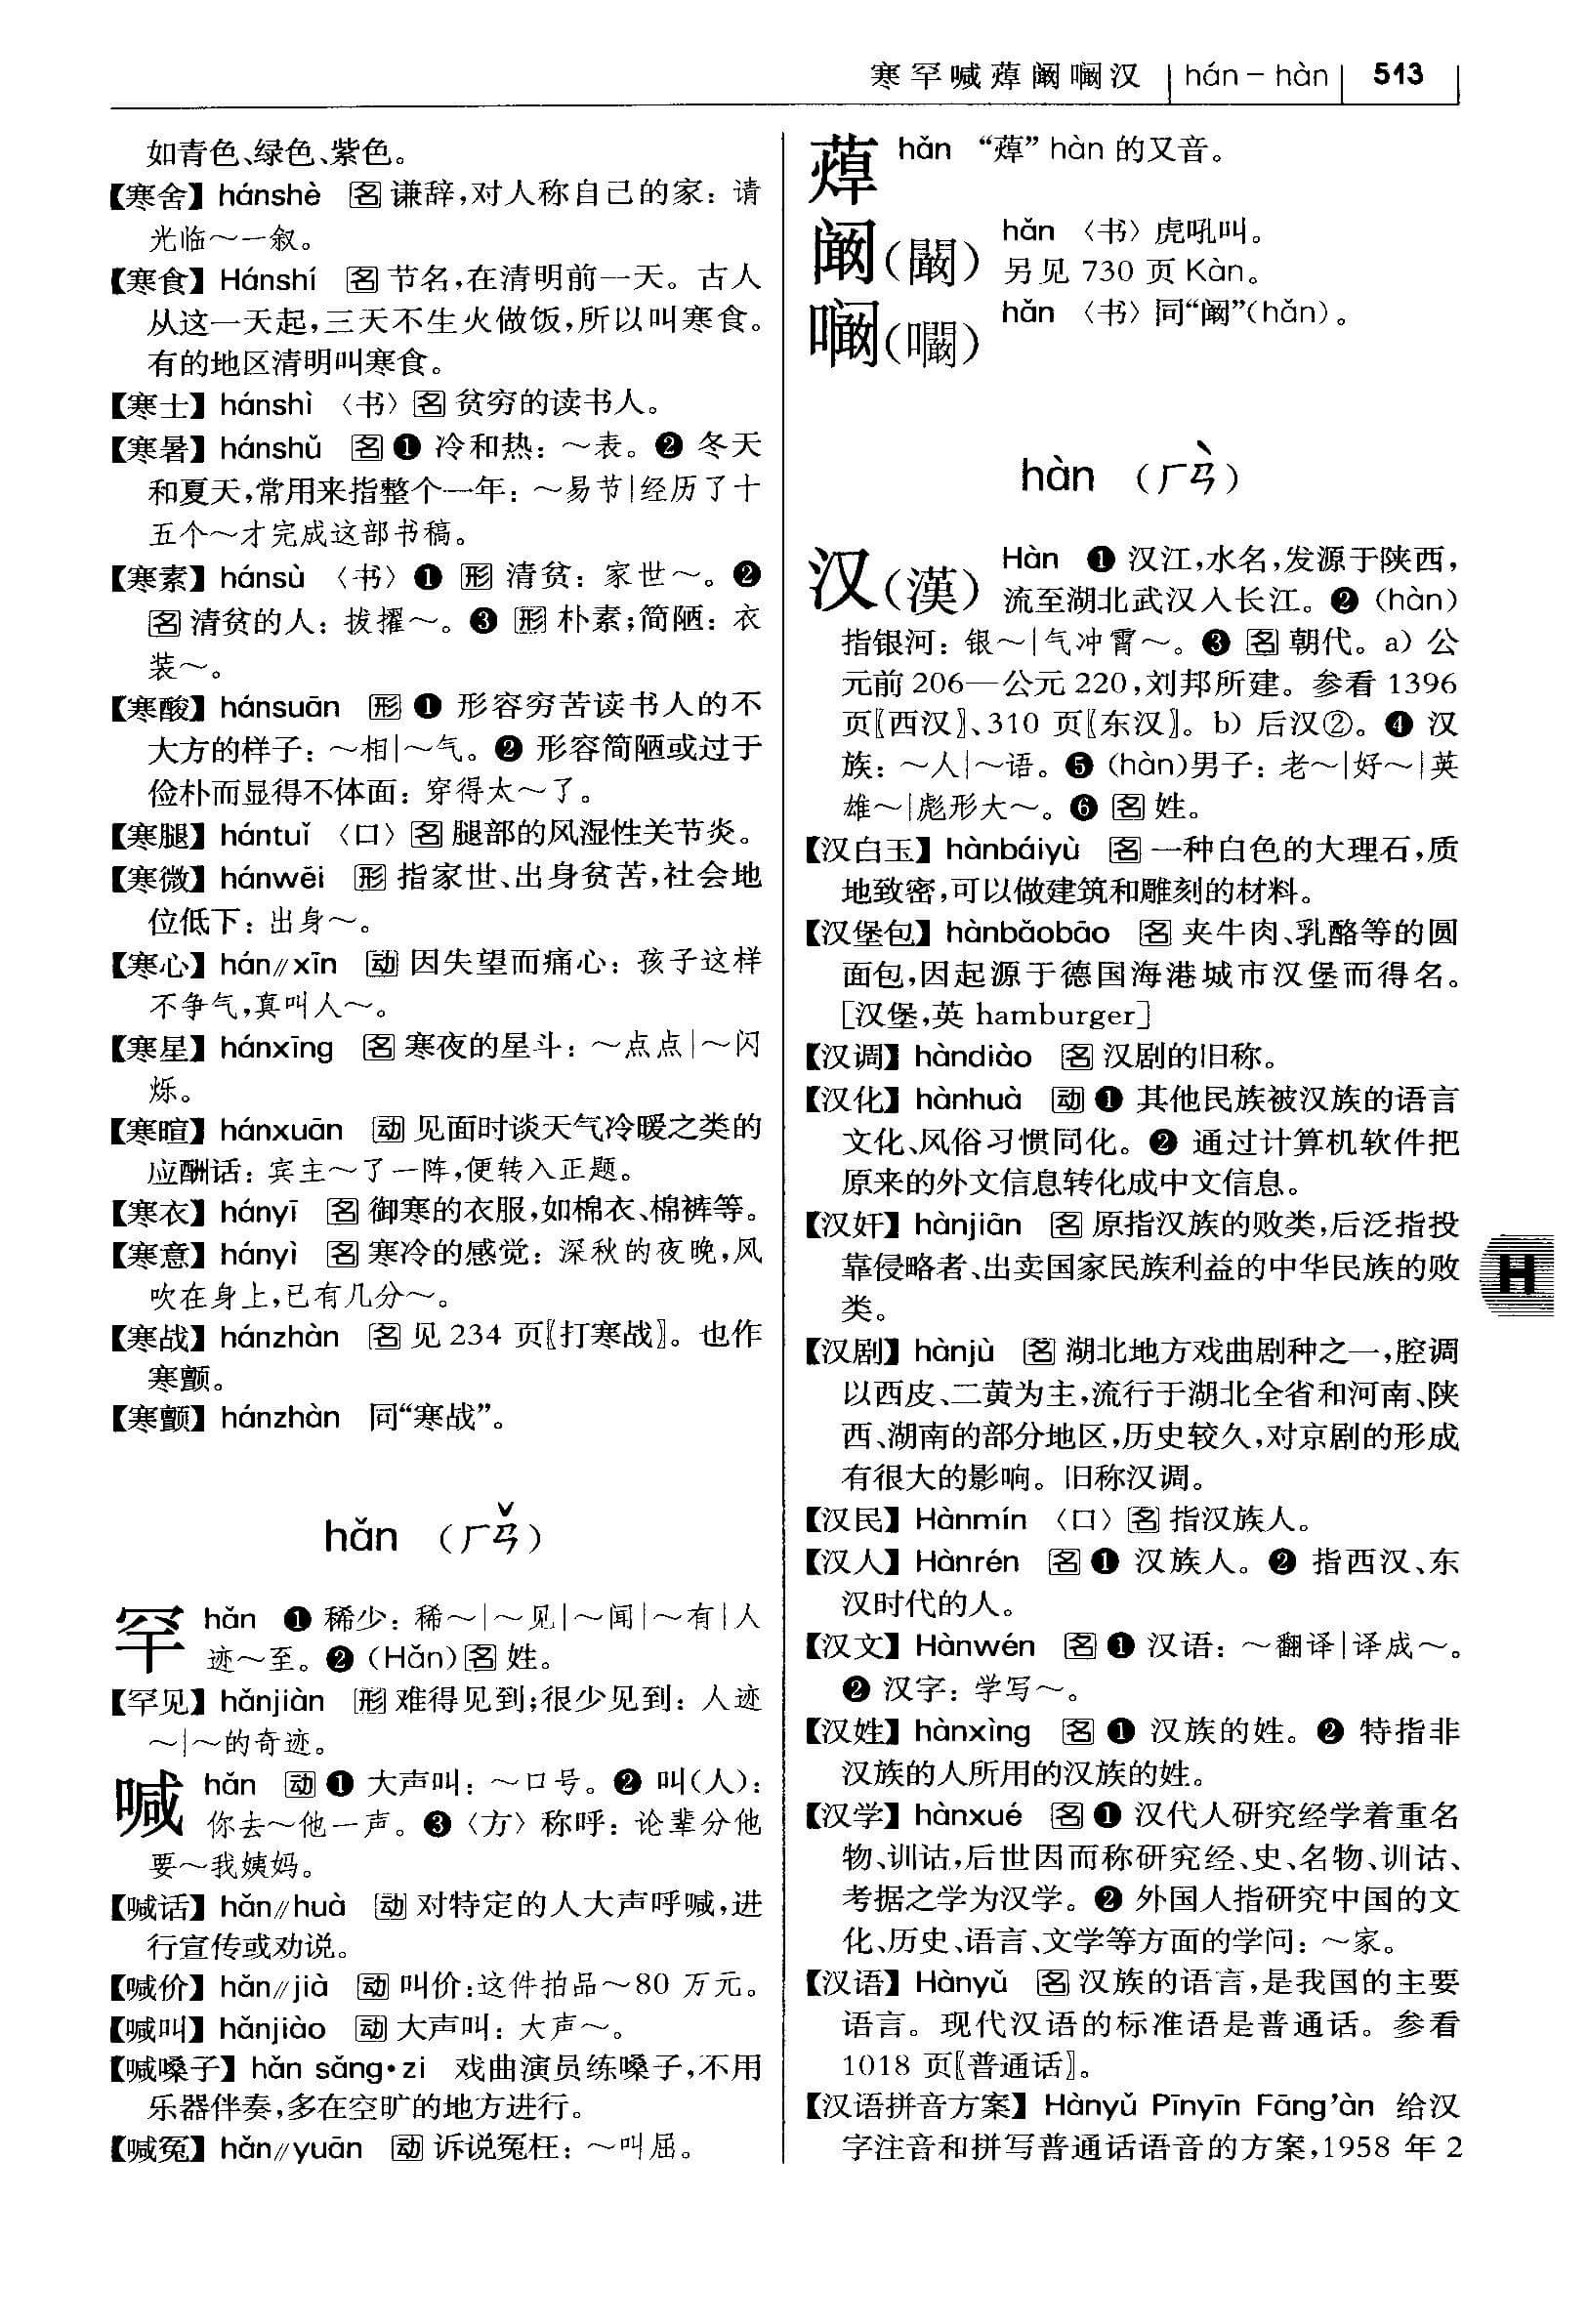 寒罕喊蔊阚㘚汉 hán – hàn 513
如青色、绿色、紫色。
【寒舍】hánshè 名 谦辞,对人称自己的家：请
光临～一叙。
【寒食】Hánshí 名 节名,在清明前一天。古人
从这一天起,三天不生火做饭,所以叫寒食。
有的地区清明叫寒食。
【寒士】hánshì 〈书〉名 贫穷的读书人。
【寒暑】hánshǔ 名 ❶ 冷和热：～表。❷ 冬天
和夏天,常用来指整个一年：～易节|经历了十
五个～才完成这部书稿。
【寒素】hánsù 〈书〉❶ 形 清贫：家世～。❷
名 清贫的人：拔擢～。❸ 形 朴素;简陋：衣
装～。
【寒酸】hánsuān 形 ❶ 形容穷苦读书人的不
大方的样子：～相|～气。❷ 形容简陋或过于
俭朴而显得不体面：穿得太～了。
【寒腿】hántuǐ 〈口〉名 腿部的风湿性关节炎。
【寒微】hánwēi 形 指家世、出身贫苦,社会地
位低下：出身～。
【寒心】hán∥xīn 动 因失望而痛心：孩子这样
不争气,真叫人～。
【寒星】hánxīng 名 寒夜的星斗：～点点|～闪
烁。
【寒暄】hánxuān 动 见面时谈天气冷暖之类的
应酬话：宾主～了一阵,便转入正题。
【寒衣】hányī 名 御寒的衣服,如棉衣、棉裤等。
【寒意】hányì 名 寒冷的感觉：深秋的夜晚,风
吹在身上,已有几分～。
【寒战】hánzhàn 名 见 234 页〖打寒战〗。也作
寒颤。
【寒颤】hánzhàn 同“寒战”。
hǎn （ㄏㄢˇ）
罕 hǎn ❶ 稀少：稀～|～见|～闻|～有|人
迹～至。❷（Hǎn）名 姓。
【罕见】hǎnjiàn 形 难得见到;很少见到：人迹
～|～的奇迹。
喊 hǎn 动 ❶ 大声叫：～口号。❷ 叫(人)：
你去～他一声。❸〈方〉称呼：论辈分他
要～我姨妈。
【喊话】hǎn∥huà 动 对特定的人大声呼喊,进
行宣传或劝说。
【喊价】hǎn∥jià 动 叫价:这件拍品～80 万元。
【喊叫】hǎnjiào 动 大声叫：大声～。
【喊嗓子】hǎn sǎng•zi 戏曲演员练嗓子,不用
乐器伴奏,多在空旷的地方进行。
【喊冤】hǎn∥yuān 动 诉说冤枉：～叫屈。
蔊 hǎn “蔊” hàn 的又音。
阚（闞） hǎn 〈书〉虎吼叫。
另见 730 页 Kàn。
㘚（㘚） hǎn 〈书〉同“阚”(hǎn)。
hàn （ㄏㄢˋ）
汉（漢） Hàn ❶ 汉江,水名,发源于陕西,
流至湖北武汉入长江。❷（hàn）
指银河：银～|气冲霄～。❸ 名 朝代。a）公
元前 206—公元 220,刘邦所建。参看 1396
页〖西汉〗、310 页〖东汉〗。b）后汉②。❹ 汉
族：～人|～语。❺（hàn)男子：老～|好～|英
雄～|彪形大～。❻ 名 姓。
【汉白玉】hànbáiyù 名 一种白色的大理石,质
地致密,可以做建筑和雕刻的材料。
【汉堡包】hànbǎobāo 名 夹牛肉、乳酪等的圆
面包,因起源于德国海港城市汉堡而得名。
[汉堡,英 hamburger]
【汉调】hàndiào 名 汉剧的旧称。
【汉化】hànhuà 动 ❶ 其他民族被汉族的语言
文化、风俗习惯同化。❷ 通过计算机软件把
原来的外文信息转化成中文信息。
【汉奸】hànjiān 名 原指汉族的败类,后泛指投
靠侵略者、出卖国家民族利益的中华民族的败
类。
H
【汉剧】hànjù 名 湖北地方戏曲剧种之一,腔调
以西皮、二黄为主,流行于湖北全省和河南、陕
西、湖南的部分地区,历史较久,对京剧的形成
有很大的影响。旧称汉调。
【汉民】Hànmín 〈口〉名 指汉族人。
【汉人】Hànrén 名 ❶ 汉族人。❷ 指西汉、东
汉时代的人。
【汉文】Hànwén 名 ❶ 汉语：～翻译|译成～。
❷ 汉字：学写～。
【汉姓】hànxìng 名 ❶ 汉族的姓。❷ 特指非
汉族的人所用的汉族的姓。
【汉学】hànxué 名 ❶ 汉代人研究经学着重名
物、训诂,后世因而称研究经、史、名物、训诂、
考据之学为汉学。❷ 外国人指研究中国的文
化、历史、语言、文学等方面的学问：～家。
【汉语】Hànyǔ 名 汉族的语言,是我国的主要
语言。现代汉语的标准语是普通话。参看
1018 页〖普通话〗。
【汉语拼音方案】Hànyǔ Pīnyīn Fāng’àn 给汉
字注音和拼写普通话语音的方案,1958 年 2